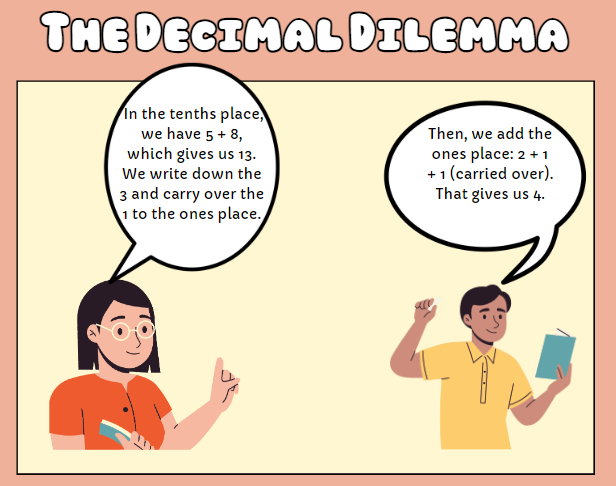 THE DECIMAL DILEMMA
In the tenths place,
we have 5 + 8,
which gives us 13.
We write down the
3 and carry over the
1 to the ones place.
Then, we add the
ones place: 2 + 1
+ 1 (carried over).
That gives us 4.